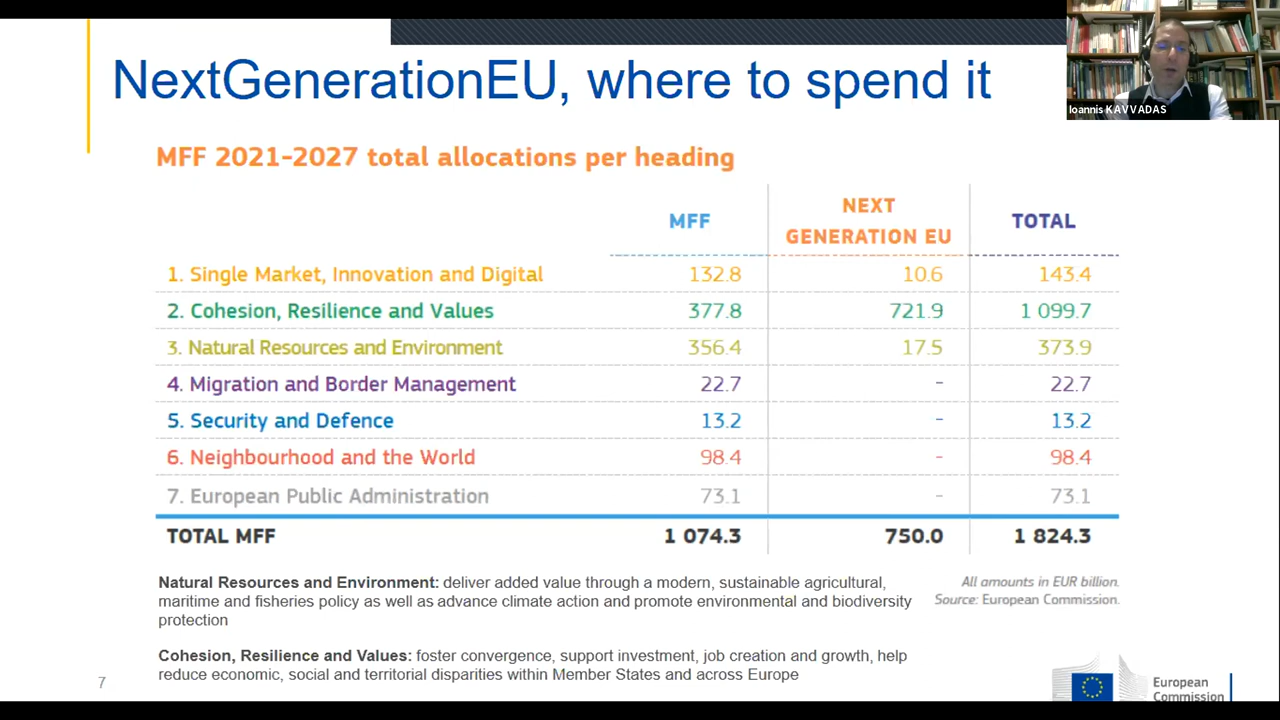 NextGenerationEU, where to spend it
Ioannis KAVVADAS
MFF 2021-2027 total allocations per heading
MFF NEXT GENERATION EU TOTAL
1. Single Market, Innovation and Digital 132.8 10.6 143.4
2. Cohesion, Resilience and Values 377.8 721.9 1 099.7
3. Natural Resources and Environment 356.4 17.5 373.9
4. Migration and Border Management 22.7 - 22.7
5. Security and Defence 13.2 - 13.2
6. Neighbourhood and the World 98.4 - 98.4
7. European Public Administration 73.1 - 73.1
TOTAL MFF 1 074.3 750.0 1 824.3
All amounts in EUR billion.
Source: European Commission.
Natural Resources and Environment: deliver added value through a modern, sustainable agricultural,
maritime and fisheries policy as well as advance climate action and promote environmental and biodiversity
protection
Cohesion, Resilience and Values: foster convergence, support investment, job creation and growth, help
reduce economic, social and territorial disparities within Member States and across Europe
7
European
Commission